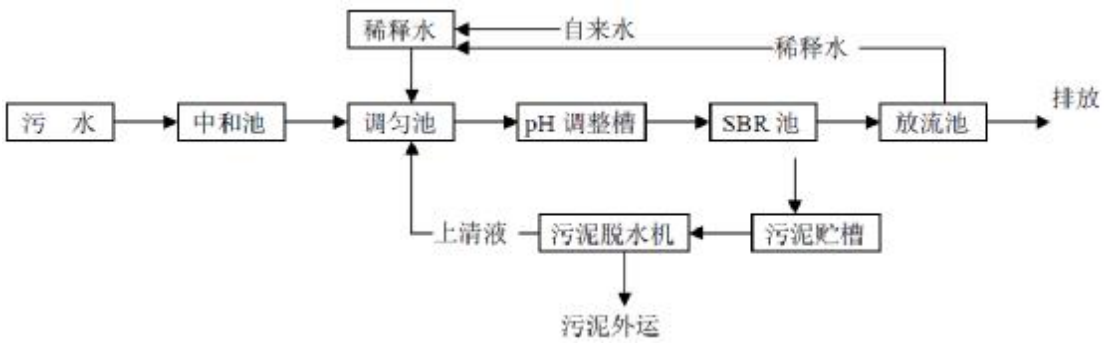 稀释水
自来水
稀释水
污 水
中和池
调匀池
pH 调整槽
SBR 池
放流池
排放
上清液
污泥脱水机
污泥贮槽
污泥外运